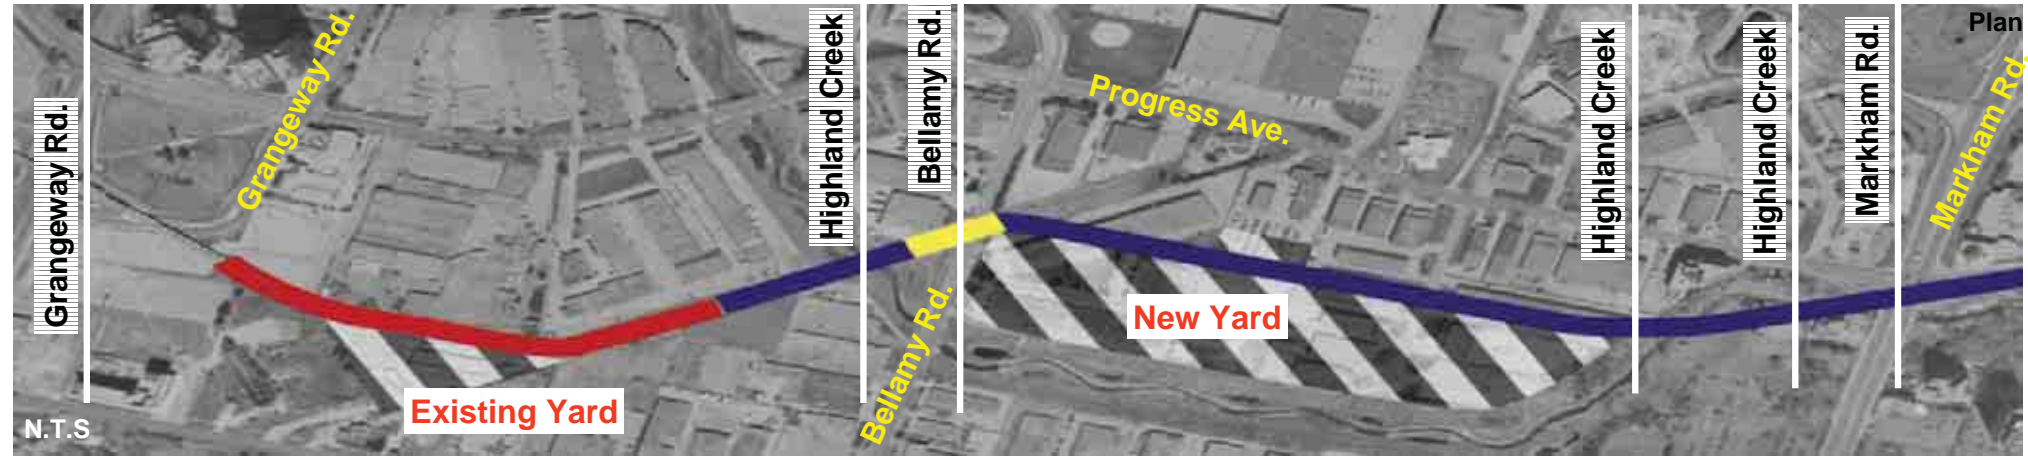 Grangeway Rd.
Grangeway Rd.
Highland Creek
Bellamy Rd.
Bellamy Rd.
Progress Ave.
Highland Creek
Highland Creek
Markham Rd.
Markham Rd.
Plan
New Yard
Existing Yard
N.T.S